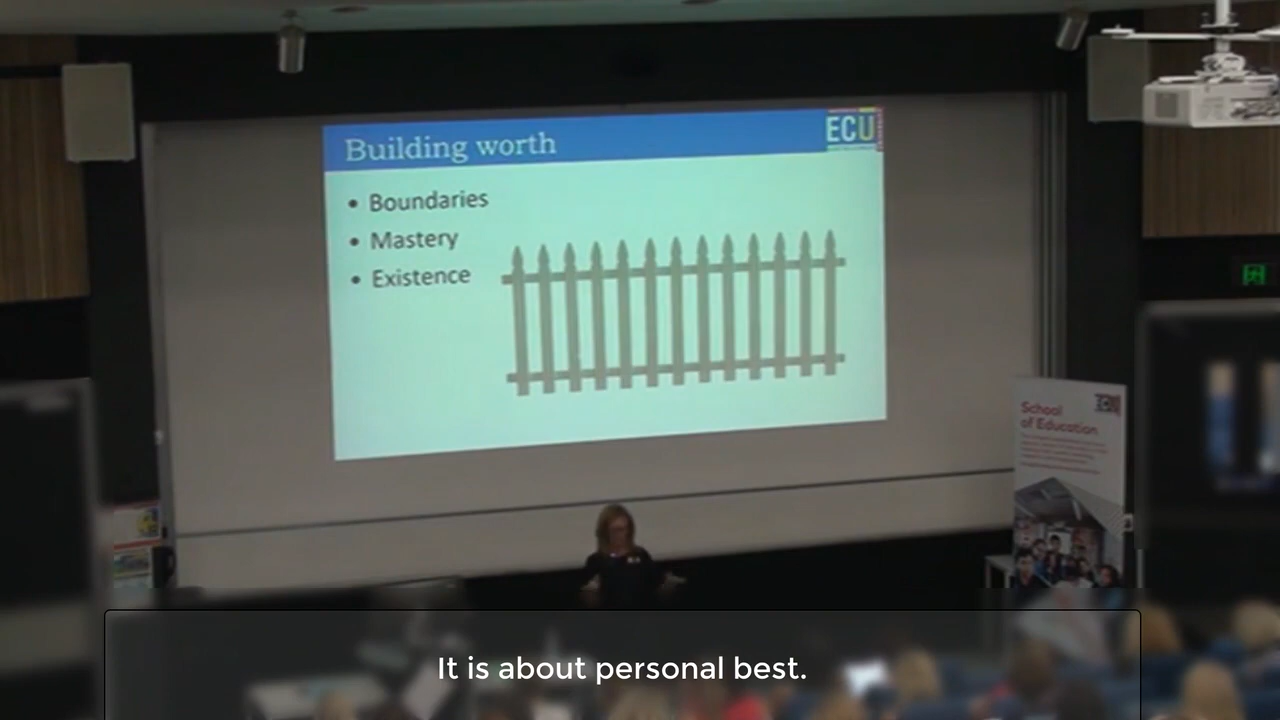 Building worth
ECU
• Boundaries
• Mastery
• Existence
School
of Education
It is about personal best.